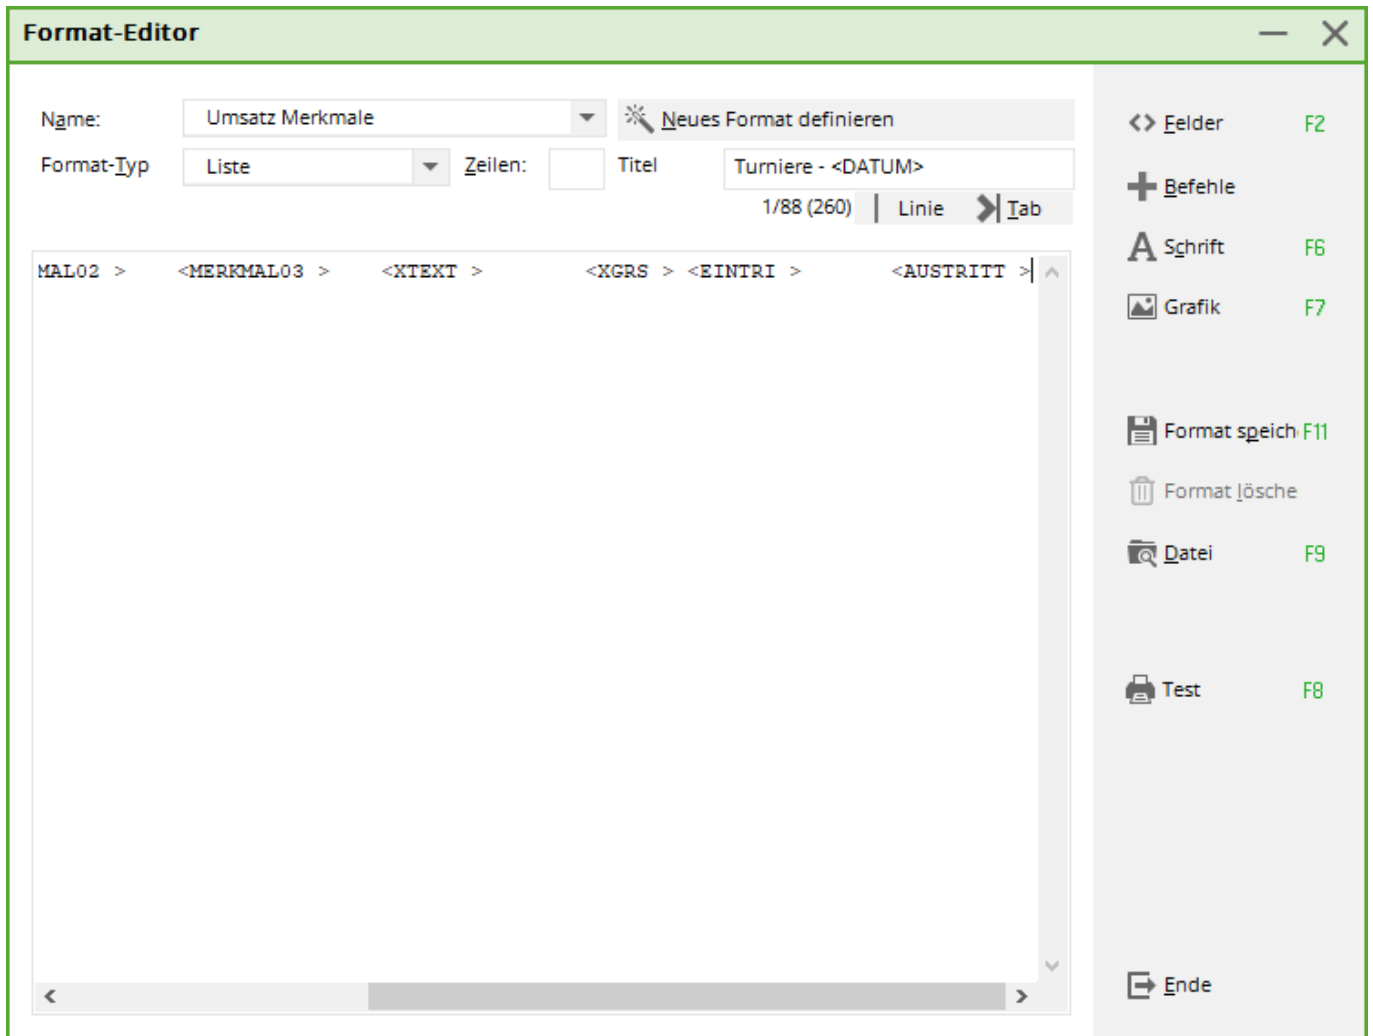 Format-Editor
Name: Umsatz Merkmale Neues Format definieren
Format-Typ Liste Zeilen: Titel Turniere - <DATUM>
1/88 (260) Linie Tab
MAL02 > <MERKMAL03 > <XTEXT > <XGRS > <EINTRI > <AUSTRITT >
Felder F2
Befehle
Schrift F6
Grafik F7
Format speich F11
Format lösche
Datei F9
Test F8
Ende